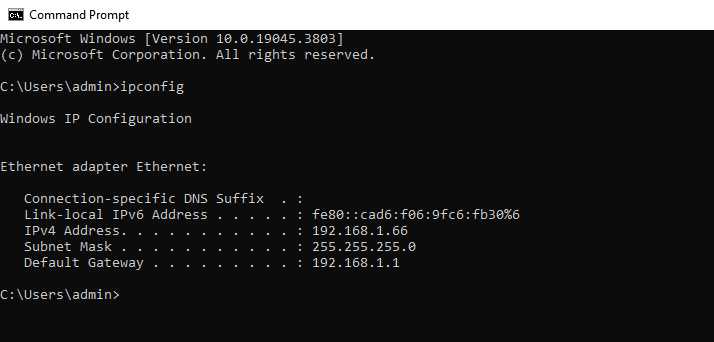 Command Prompt
Microsoft Windows [Version 10.0.19045.3803]
(c) Microsoft Corporation. All rights reserved.
C:\Users\admin>ipconfig
Windows IP Configuration
Ethernet adapter Ethernet:
   Connection-specific DNS Suffix  . :
   Link-local IPv6 Address . . . . . : fe80::cad6:f06:9fc6:fb30%6
   IPv4 Address. . . . . . . . . . . : 192.168.1.66
   Subnet Mask . . . . . . . . . . . : 255.255.255.0
   Default Gateway . . . . . . . . . : 192.168.1.1
C:\Users\admin>